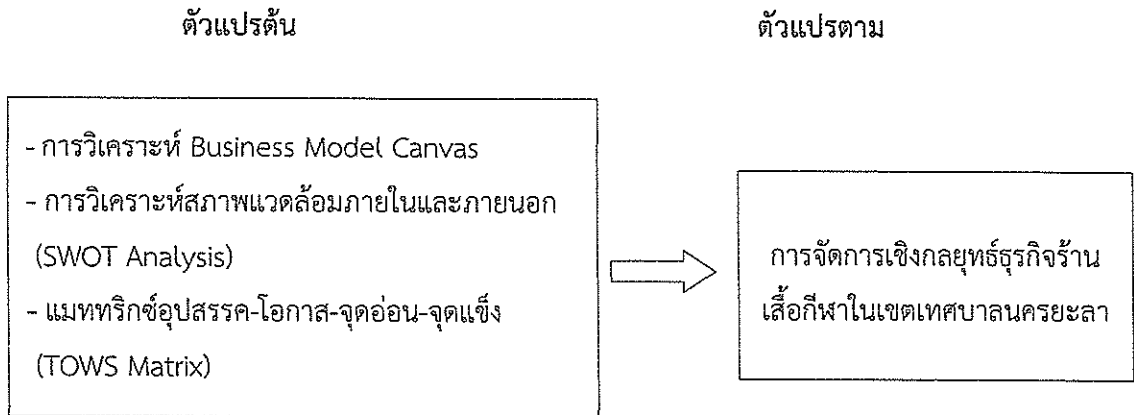 ตัวแปรต้น
ตัวแปรตาม
- การวิเคราะห์ Business Model Canvas
- การวิเคราะห์สภาพแวดล้อมภายในและภายนอก
(SWOT Analysis)
- แมททริกซ์อุปสรรค-โอกาส-จุดอ่อน-จุดแข็ง
(TOWS Matrix)
การจัดการเชิงกลยุทธ์ธุรกิจร้าน
เสื้อกีฬาในเขตเทศบาลนครยะลา